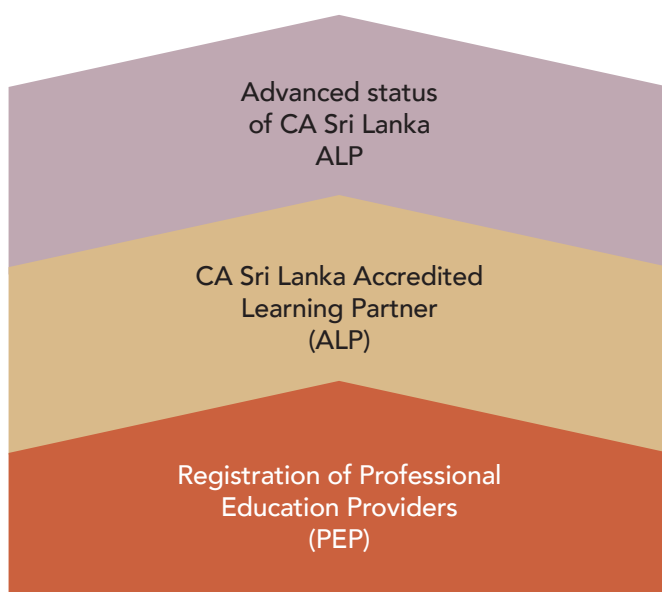 Advanced status
of CA Sri Lanka
ALP
CA Sri Lanka Accredited
Learning Partner
(ALP)
Registration of Professional
Education Providers
(PEP)